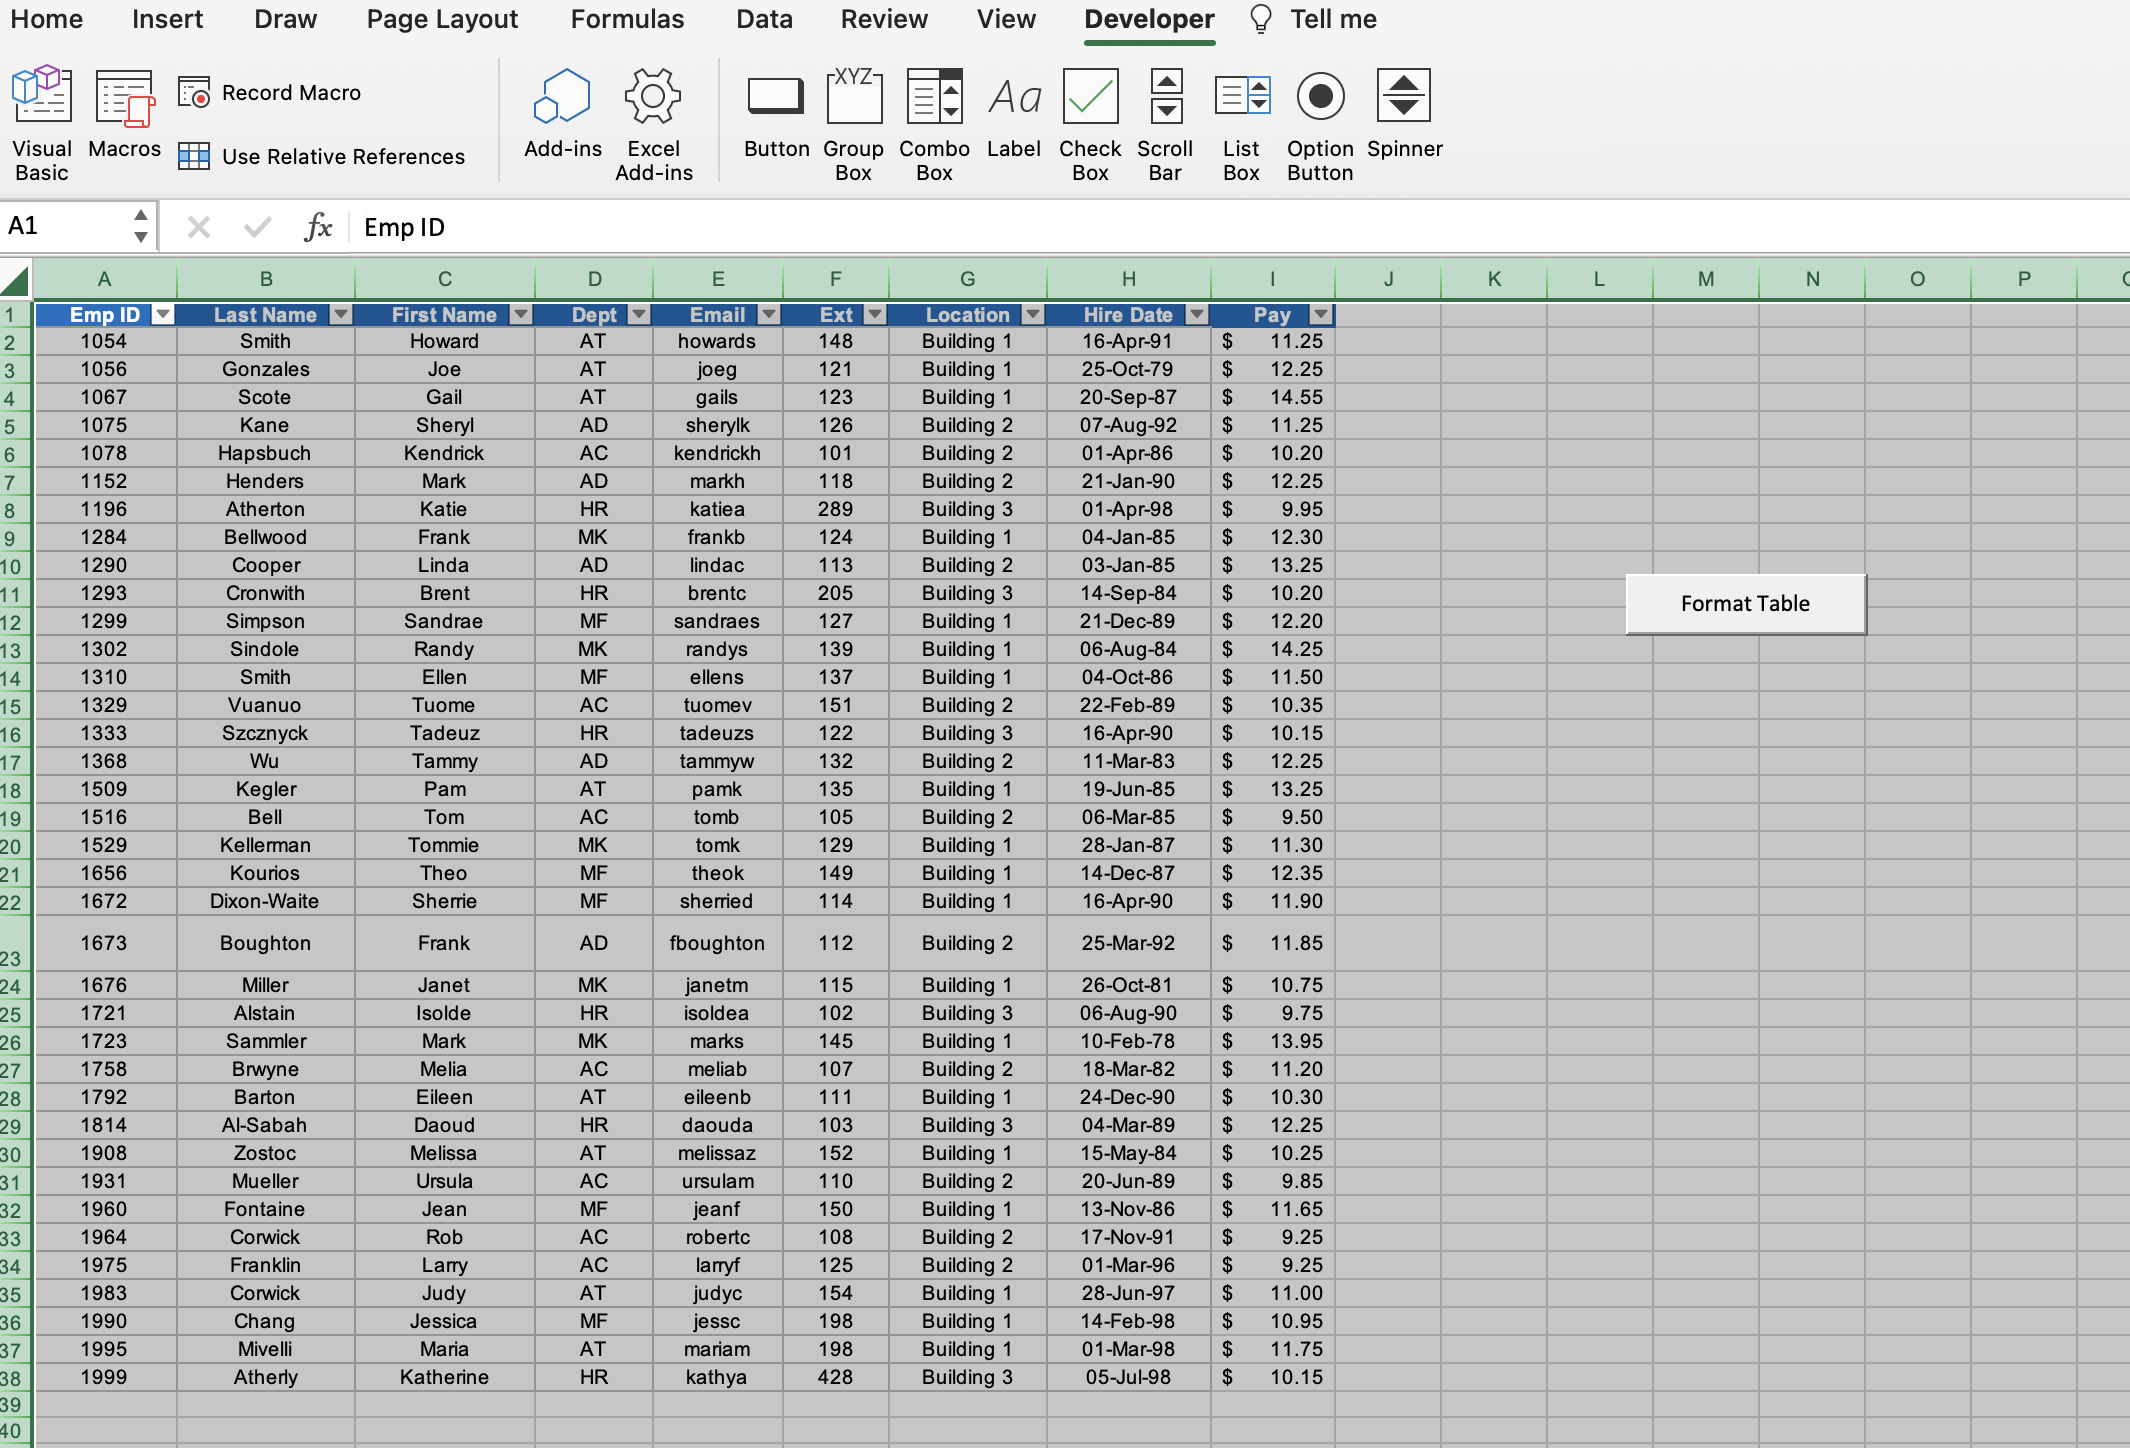 Home Insert Draw Page Layout Formulas Data Review View Developer Tell me
Visual Basic Macros Record Macro Use Relative References Add-ins Excel Add-ins XYZ Button Group Box Combo Box Aa Label Check Box Scroll Bar List Box Option Button Spinner
A1 fx Emp ID
A B C D E F G H I J K L M N O P
1 Emp ID Last Name First Name Dept Email Ext Location Hire Date Pay
2 1054 Smith Howard AT howards 148 Building 1 16-Apr-91 $ 11.25
3 1056 Gonzales Joe AT joeg 121 Building 1 25-Oct-79 $ 12.25
4 1067 Scote Gail AT gails 123 Building 1 20-Sep-87 $ 14.55
5 1075 Kane Sheryl AD sherylk 126 Building 2 07-Aug-92 $ 11.25
6 1078 Hapsbuch Kendrick AC kendrickh 101 Building 2 01-Apr-86 $ 10.20
7 1152 Henders Mark AD markh 118 Building 2 21-Jan-90 $ 12.25
8 1196 Atherton Katie HR katiea 289 Building 3 01-Apr-98 $ 9.95
9 1284 Bellwood Frank MK frankb 124 Building 1 04-Jan-85 $ 12.30
10 1290 Cooper Linda AD lindac 113 Building 2 03-Jan-85 $ 13.25
11 1293 Cronwith Brent HR brentc 205 Building 3 14-Sep-84 $ 10.20
Format Table
12 1299 Simpson Sandrae MF sandraes 127 Building 1 21-Dec-89 $ 12.20
13 1302 Sindole Randy MK randys 139 Building 1 06-Aug-84 $ 14.25
14 1310 Smith Ellen MF ellens 137 Building 1 04-Oct-86 $ 11.50
15 1329 Vuanuo Tuome AC tuomev 151 Building 2 22-Feb-89 $ 10.35
16 1333 Szcznyck Tadeuz HR tadeuzs 122 Building 3 16-Apr-90 $ 10.15
17 1368 Wu Tammy AD tammyw 132 Building 2 11-Mar-83 $ 12.25
18 1509 Kegler Pam AT pamk 135 Building 1 19-Jun-85 $ 13.25
19 1516 Bell Tom AC tomb 105 Building 2 06-Mar-85 $ 9.50
20 1529 Kellerman Tommie MK tomk 129 Building 1 28-Jan-87 $ 11.30
21 1656 Kourios Theo MF theok 149 Building 1 14-Dec-87 $ 12.35
22 1672 Dixon-Waite Sherrie MF sherried 114 Building 1 16-Apr-90 $ 11.90
23 1673 Boughton Frank AD fboughton 112 Building 2 25-Mar-92 $ 11.85
24 1676 Miller Janet MK janetm 115 Building 1 26-Oct-81 $ 10.75
25 1721 Alstain Isolde HR isoldea 102 Building 3 06-Aug-90 $ 9.75
26 1723 Sammler Mark MK marks 145 Building 1 10-Feb-78 $ 13.95
27 1758 Brwyne Melia AC meliab 107 Building 2 18-Mar-82 $ 11.20
28 1792 Barton Eileen AT eileenb 111 Building 1 24-Dec-90 $ 10.30
29 1814 Al-Sabah Daoud HR daouda 103 Building 3 04-Mar-89 $ 12.25
30 1908 Zostoc Melissa AT melissaz 152 Building 1 15-May-84 $ 10.25
31 1931 Mueller Ursula AC ursulam 110 Building 2 20-Jun-89 $ 9.85
32 1960 Fontaine Jean MF jeanf 150 Building 1 13-Nov-86 $ 11.65
33 1964 Corwick Rob AC robertc 108 Building 2 17-Nov-91 $ 9.25
34 1975 Franklin Larry AC larryf 125 Building 2 01-Mar-96 $ 9.25
35 1983 Corwick Judy AT judyc 154 Building 1 28-Jun-97 $ 11.00
36 1990 Chang Jessica MF jessc 198 Building 1 14-Feb-98 $ 10.95
37 1995 Mivelli Maria AT mariam 198 Building 1 01-Mar-98 $ 11.75
38 1999 Atherly Katherine HR kathya 428 Building 3 05-Jul-98 $ 10.15
39
40